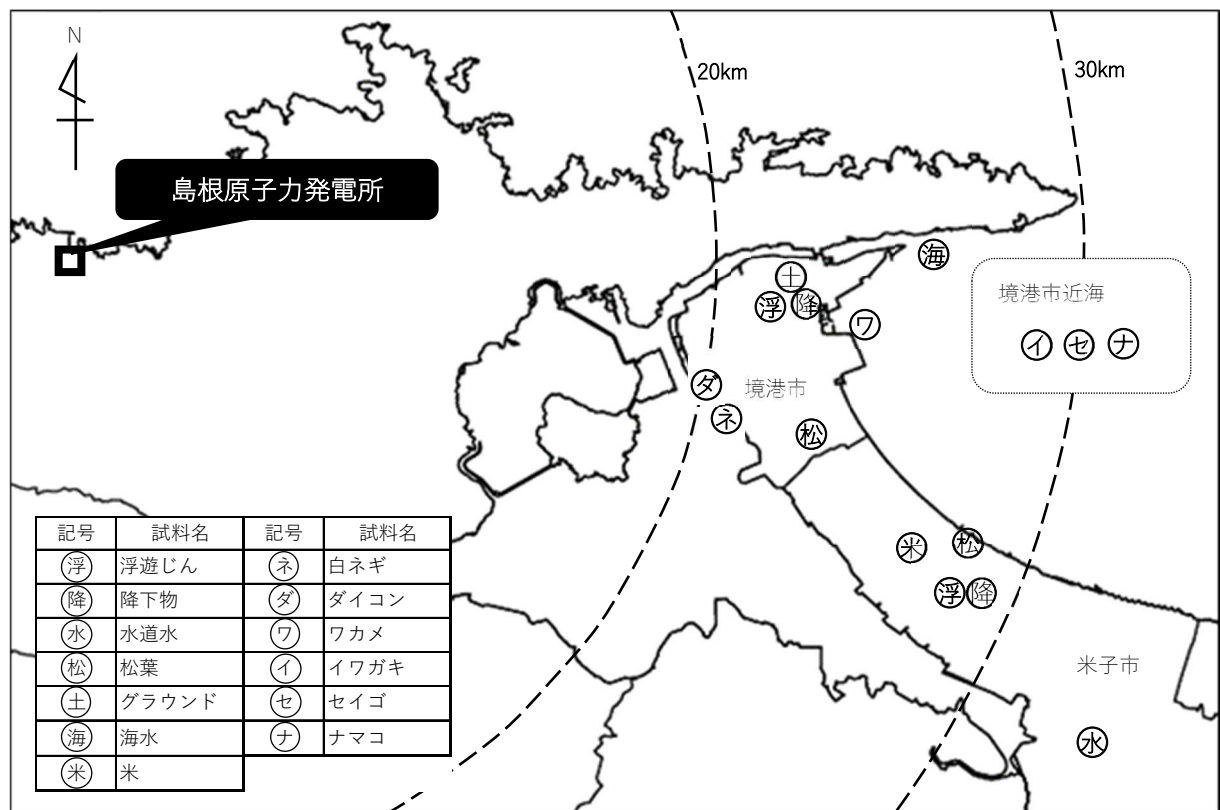 N
20km
30km
島根原子力発電所
海
土
浮 降
ワ
境港市近海
イ セ ナ
ダ
境港市
ネ
松
米 松
浮 降
米子市
水
記号 試料名 記号 試料名
浮 浮遊じん ネ 白ネギ
降 降下物 ダ ダイコン
水 水道水 ワ ワカメ
松 松葉 イ イワガキ
土 グラウンド セ セイゴ
海 海水 ナ ナマコ
米 米